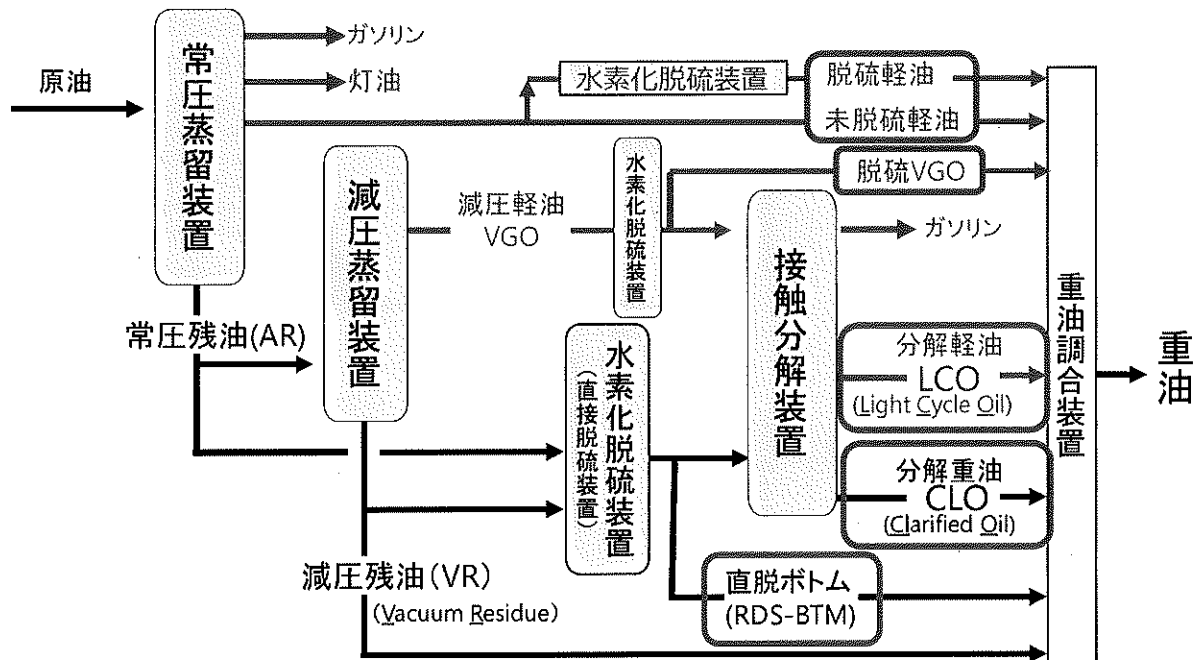 原油
常圧蒸留装置
ガソリン
灯油
水素化脱硫装置
脱硫軽油
未脱硫軽油
脱硫VGO
減圧蒸留装置
減圧軽油
VGO
水素化脱硫装置
接触分解装置
ガソリン
常圧残油(AR)
水素化脱硫装置
(直接脱硫装置)
分解軽油
LCO
(Light Cycle Oil)
分解重油
CLO
(Clarified Oil)
重油調合装置
重油
減圧残油(VR)
(Vacuum Residue)
直脱ボトム
(RDS-BTM)